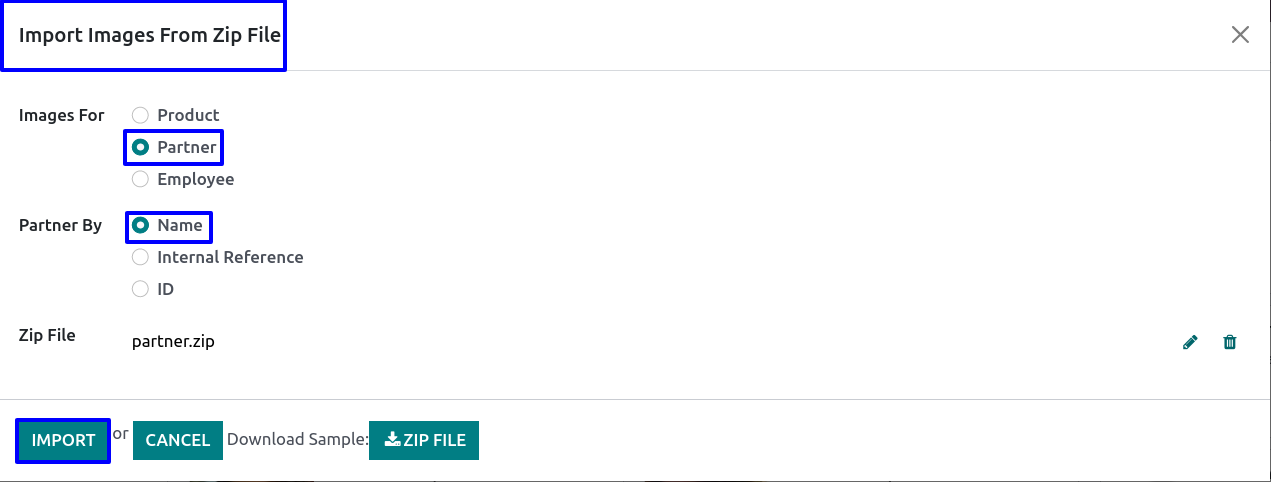 Import Images From Zip File
Images For
Product
Partner
Employee
Partner By
Name
Internal Reference
ID
Zip File
partner.zip
IMPORT or CANCEL Download Sample: ZIP FILE